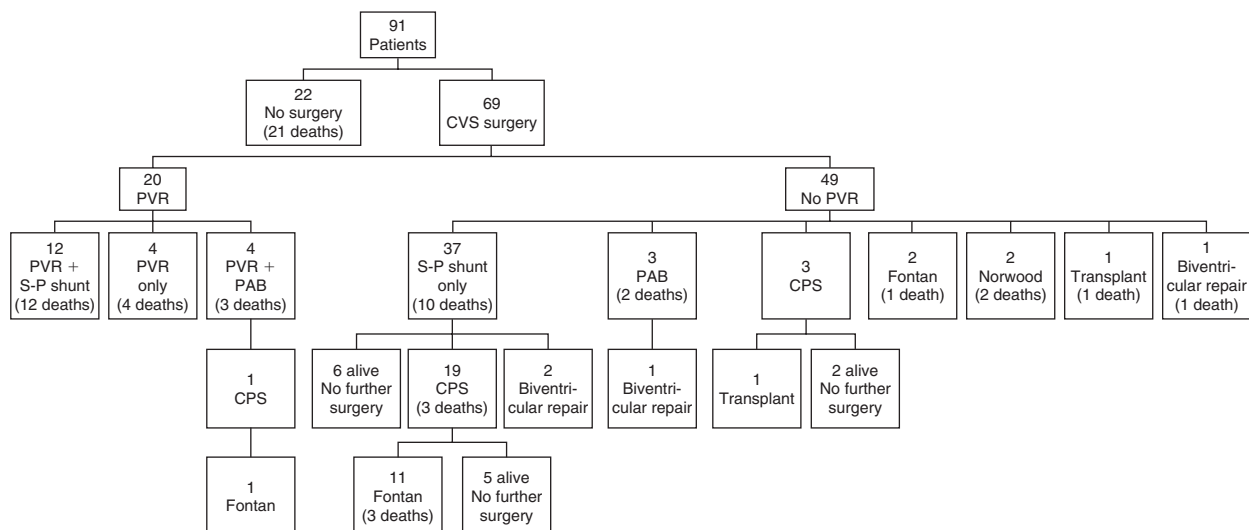 91
Patients
22
No surgery
(21 deaths)
69
CVS surgery
20
PVR
49
No PVR
12
PVR +
S-P shunt
(12 deaths)
4
PVR
only
(4 deaths)
4
PVR +
PAB
(3 deaths)
37
S-P shunt
only
(10 deaths)
3
PAB
(2 deaths)
3
CPS
2
Fontan
(1 death)
2
Norwood
(2 deaths)
1
Transplant
(1 death)
1
Biventri-
cular repair
(1 death)
1
CPS
6 alive
No further
surgery
19
CPS
(3 deaths)
2
Biventri-
cular repair
1
Biventri-
cular repair
1
Transplant
2 alive
No further
surgery
1
Fontan
11
Fontan
(3 deaths)
5 alive
No further
surgery